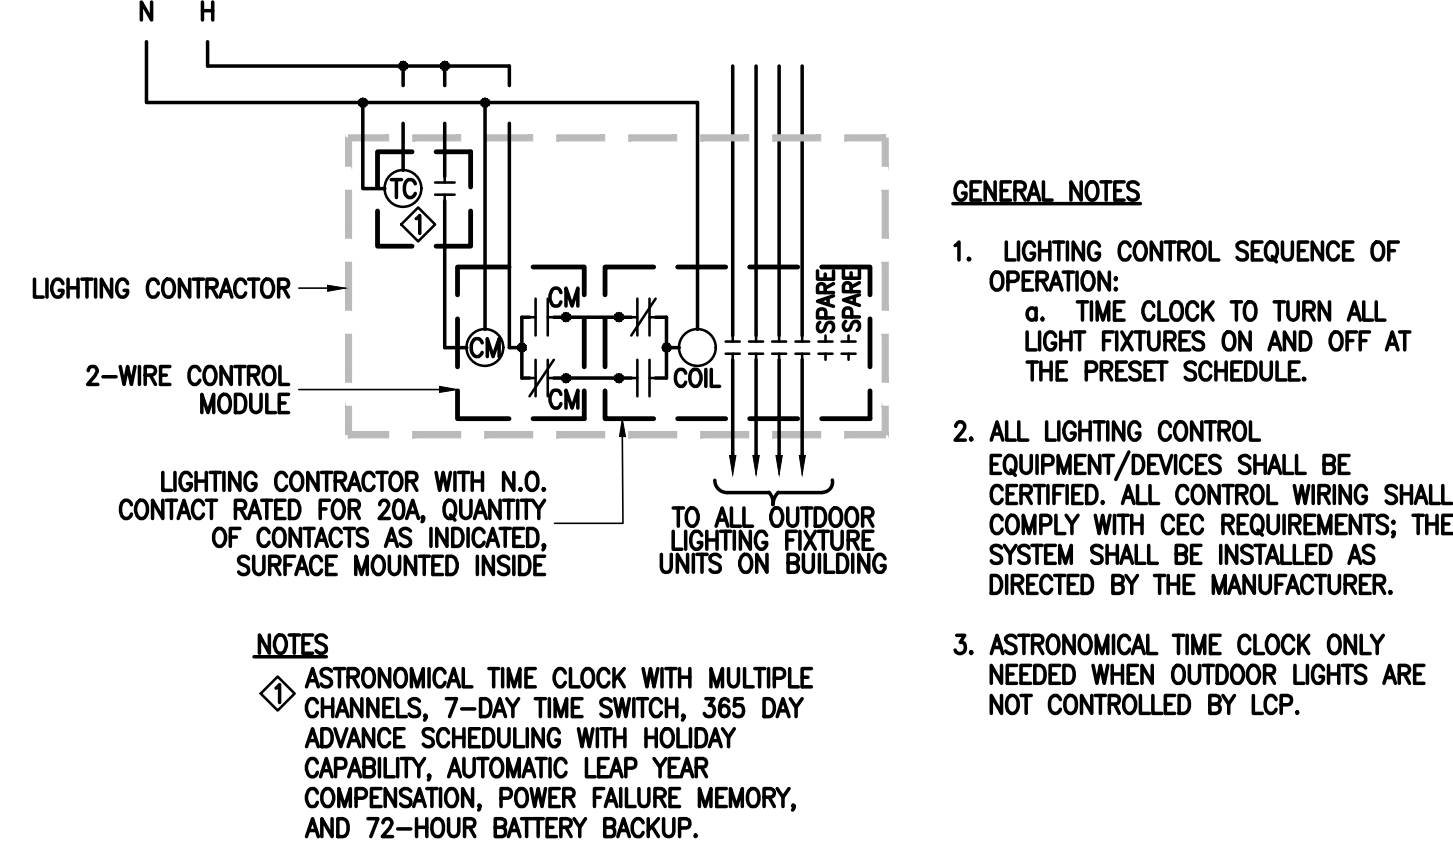 N H
TC
1
LIGHTING CONTRACTOR
2-WIRE CONTROL
MODULE
CM
CM
CM
COIL
SPARE
SPARE
LIGHTING CONTRACTOR WITH N.O.
CONTACT RATED FOR 20A, QUANTITY
OF CONTACTS AS INDICATED,
SURFACE MOUNTED INSIDE
TO ALL OUTDOOR
LIGHTING FIXTURE
UNITS ON BUILDING
NOTES
1 ASTRONOMICAL TIME CLOCK WITH MULTIPLE
CHANNELS, 7-DAY TIME SWITCH, 365 DAY
ADVANCE SCHEDULING WITH HOLIDAY
CAPABILITY, AUTOMATIC LEAP YEAR
COMPENSATION, POWER FAILURE MEMORY,
AND 72-HOUR BATTERY BACKUP.
GENERAL NOTES
1. LIGHTING CONTROL SEQUENCE OF
OPERATION:
a. TIME CLOCK TO TURN ALL
LIGHT FIXTURES ON AND OFF AT
THE PRESET SCHEDULE.
2. ALL LIGHTING CONTROL
EQUIPMENT/DEVICES SHALL BE
CERTIFIED. ALL CONTROL WIRING SHALL
COMPLY WITH CEC REQUIREMENTS; THE
SYSTEM SHALL BE INSTALLED AS
DIRECTED BY THE MANUFACTURER.
3. ASTRONOMICAL TIME CLOCK ONLY
NEEDED WHEN OUTDOOR LIGHTS ARE
NOT CONTROLLED BY LCP.